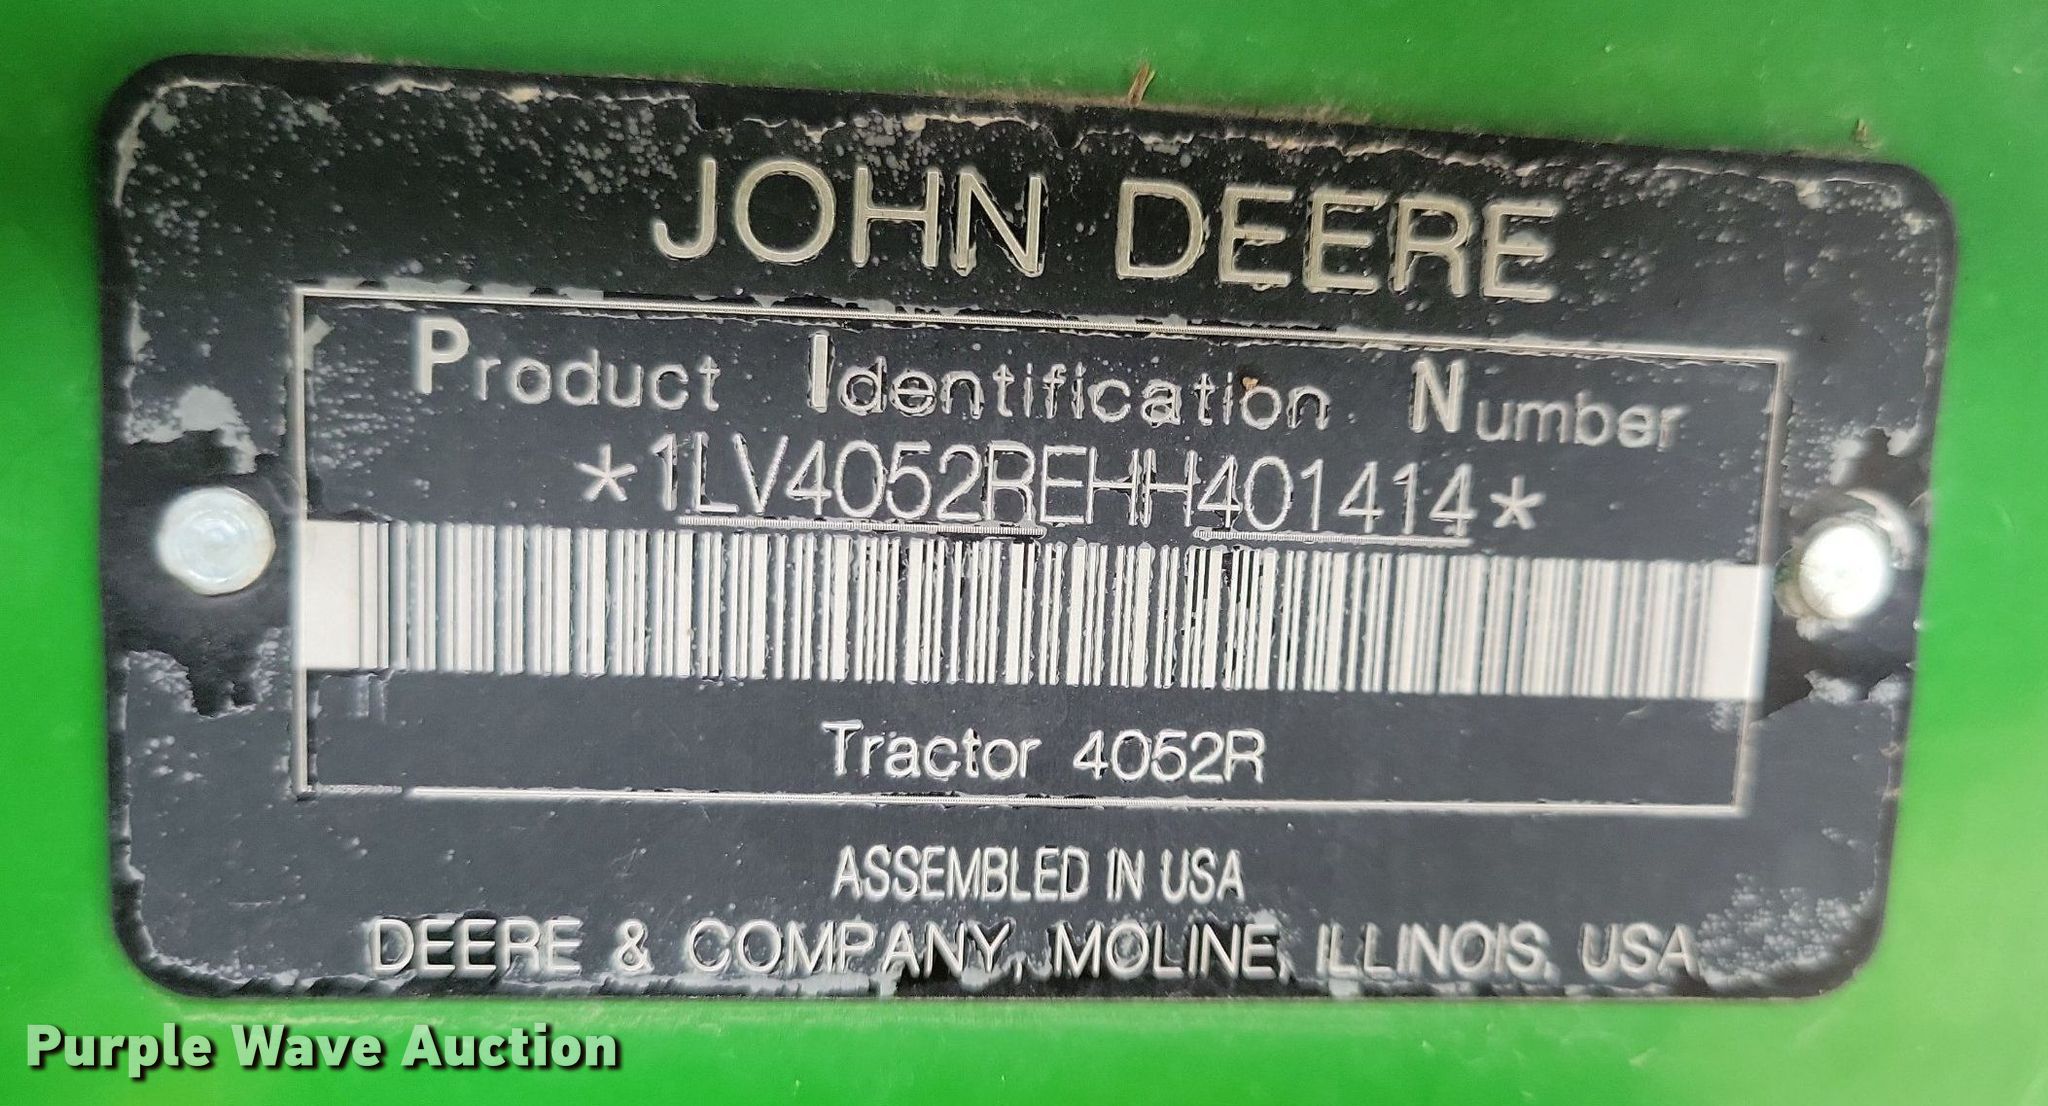 JOHN DEERE
Product Identification Number
*1LV4052REHH401414*
Tractor 4052R
ASSEMBLED IN USA
DEERE & COMPANY, MOLINE, ILLINOIS, USA
Purple Wave Auction